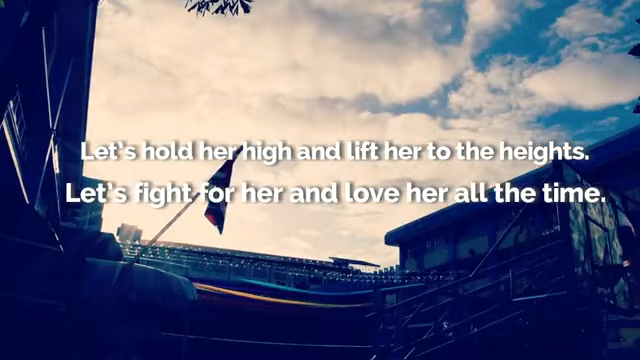 Let's hold her high and lift her to the heights.
Let's fight for her and love her all the time.